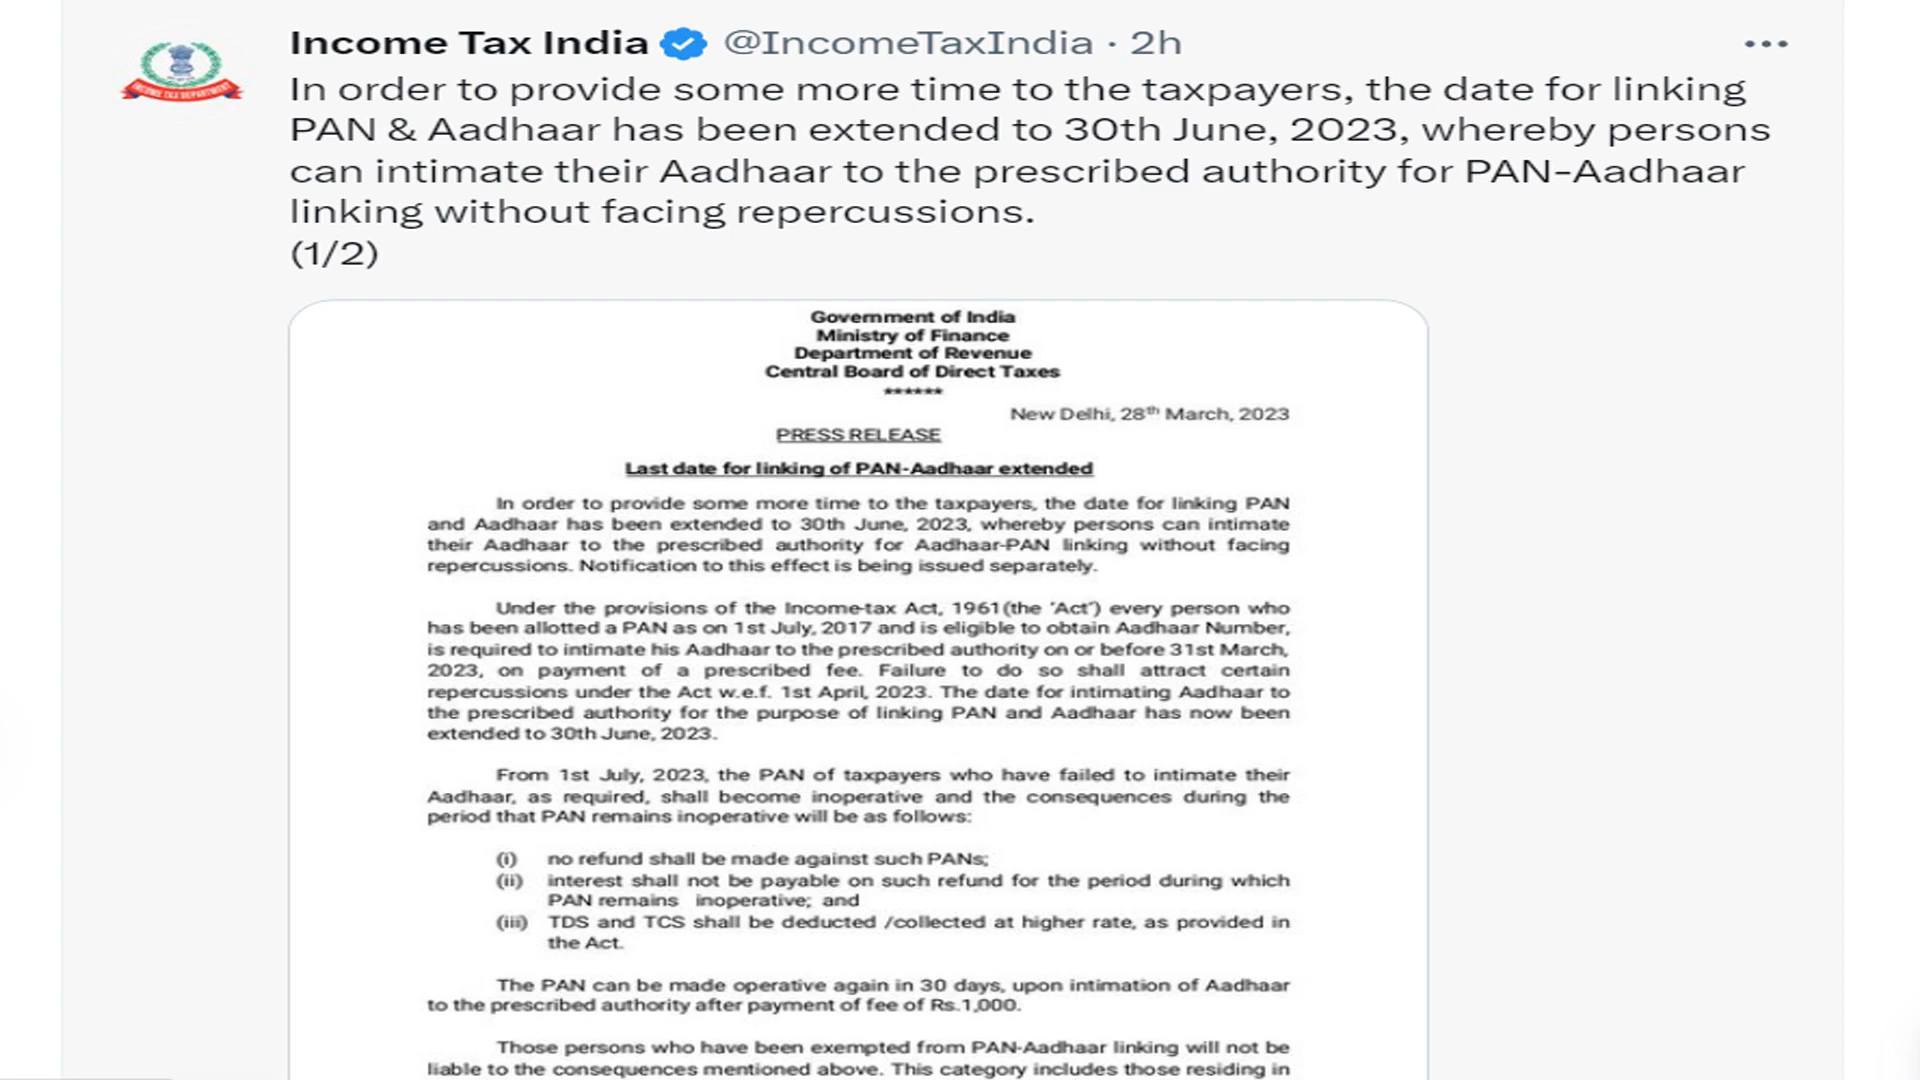 Income Tax India @IncomeTaxIndia · 2h
In order to provide some more time to the taxpayers, the date for linking
PAN & Aadhaar has been extended to 30th June, 2023, whereby persons
can intimate their Aadhaar to the prescribed authority for PAN-Aadhaar
linking without facing repercussions.
(1/2)
INCOME TAX DEPARTMENT
Government of India
Ministry of Finance
Department of Revenue
Central Board of Direct Taxes
******
New Delhi, 28th March, 2023
PRESS RELEASE
Last date for linking of PAN-Aadhaar extended
In order to provide some more time to the taxpayers, the date for linking PAN
and Aadhaar has been extended to 30th June, 2023, whereby persons can intimate
their Aadhaar to the prescribed authority for Aadhaar-PAN linking without facing
repercussions. Notification to this effect is being issued separately.
Under the provisions of the Income-tax Act, 1961(the 'Act') every person who
has been allotted a PAN as on 1st July, 2017 and is eligible to obtain Aadhaar Number,
is required to intimate his Aadhaar to the prescribed authority on or before 31st March,
2023, on payment of a prescribed fee. Failure to do so shall attract certain
repercussions under the Act w.e.f. 1st April, 2023. The date for intimating Aadhaar to
the prescribed authority for the purpose of linking PAN and Aadhaar has now been
extended to 30th June, 2023.
From 1st July, 2023, the PAN of taxpayers who have failed to intimate their
Aadhaar, as required, shall become inoperative and the consequences during the
period that PAN remains inoperative will be as follows:
(i) no refund shall be made against such PANs;
(ii) interest shall not be payable on such refund for the period during which
PAN remains inoperative; and
(iii) TDS and TCS shall be deducted /collected at higher rate, as provided in
the Act.
The PAN can be made operative again in 30 days, upon intimation of Aadhaar
to the prescribed authority after payment of fee of Rs.1,000.
Those persons who have been exempted from PAN-Aadhaar linking will not be
liable to the consequences mentioned above. This category includes those residing in